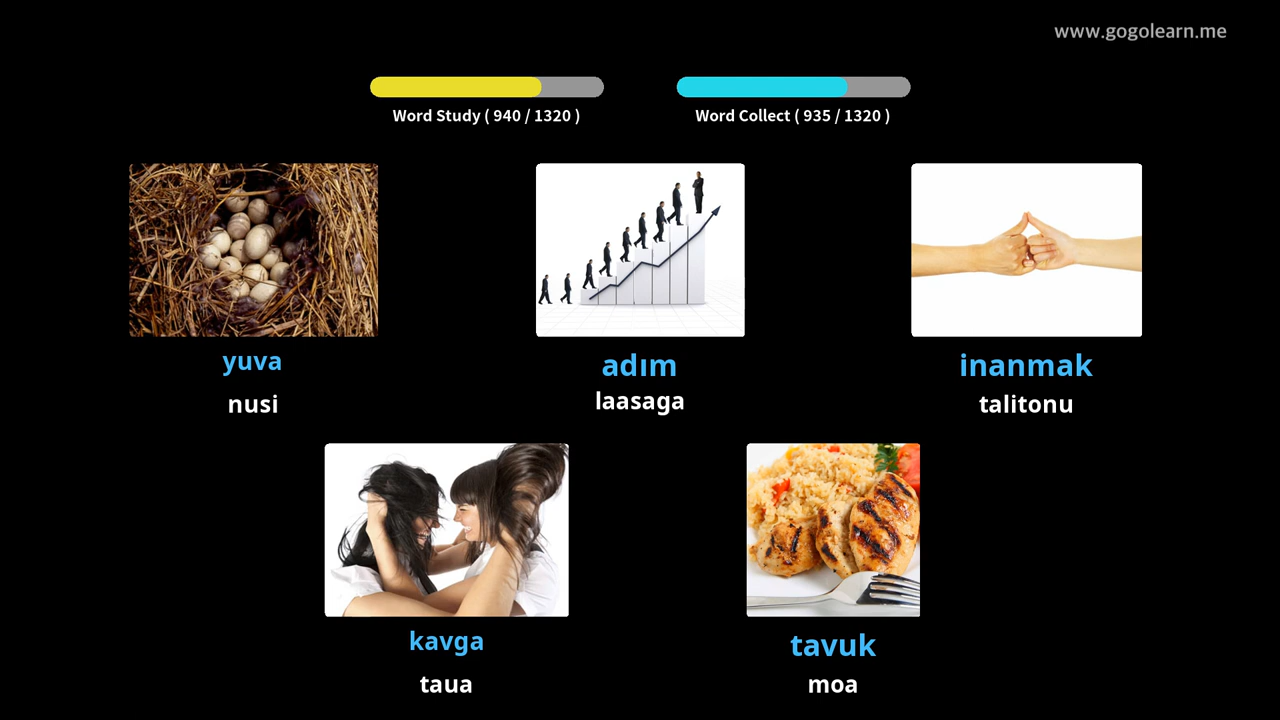 www.gogolearn.me
Word Study ( 940 / 1320 )
Word Collect ( 935 / 1320 )
yuva
nusi
adım
laasaga
inanmak
talitonu
kavga
taua
tavuk
moa